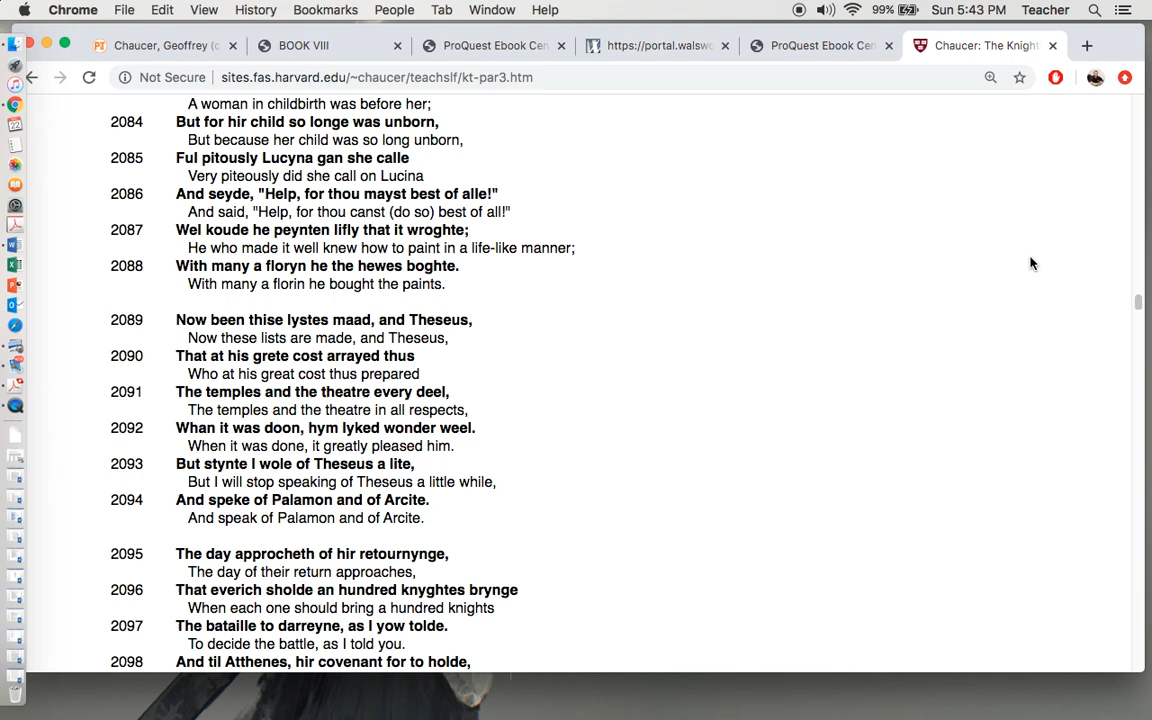 Chrome File Edit View History Bookmarks People Tab Window Help 99% Sun 5:43 PM Teacher
Chaucer, Geoffrey (c BOOK VIII ProQuest Ebook Cen https://portal.walswo ProQuest Ebook Cen Chaucer: The Knigh
Not Secure sites.fas.harvard.edu/~chaucer/teachslf/kt-par3.htm
A woman in childbirth was before her;
2084 But for hir child so longe was unborn,
But because her child was so long unborn,
2085 Ful pitously Lucyna gan she calle
Very piteously did she call on Lucina
2086 And seyde, "Help, for thou mayst best of alle!"
And said, "Help, for thou canst (do so) best of all!"
2087 Wel koude he peynten lifly that it wroghte;
He who made it well knew how to paint in a life-like manner;
2088 With many a floryn he the hewes boghte.
With many a florin he bought the paints.
2089 Now been thise lystes maad, and Theseus,
Now these lists are made, and Theseus,
2090 That at his grete cost arrayed thus
Who at his great cost thus prepared
2091 The temples and the theatre every deel,
The temples and the theatre in all respects,
2092 Whan it was doon, hym lyked wonder weel.
When it was done, it greatly pleased him.
2093 But stynte I wole of Theseus a lite,
But I will stop speaking of Theseus a little while,
2094 And speke of Palamon and of Arcite.
And speak of Palamon and of Arcite.
2095 The day approcheth of hir retournynge,
The day of their return approaches,
2096 That everich sholde an hundred knyghtes brynge
When each one should bring a hundred knights
2097 The bataille to darreyne, as I yow tolde.
To decide the battle, as I told you.
2098 And til Atthenes, hir covenant for to holde,